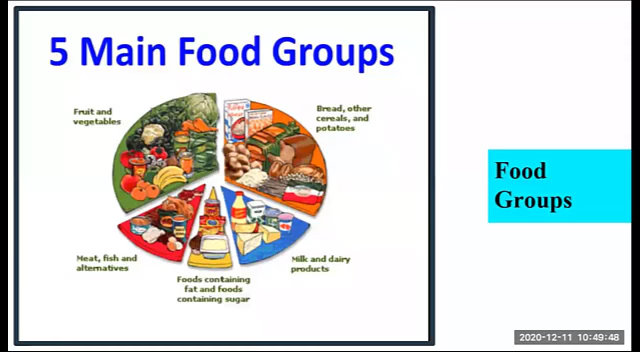 5 Main Food Groups
Fruit and
vegetables
Bread, other
cereals, and
potatoes
Food
Groups
Meat, fish and
alternatives
Milk and dairy
products
Foods containing
fat and foods
containing sugar
2020-12-11 10:49:48